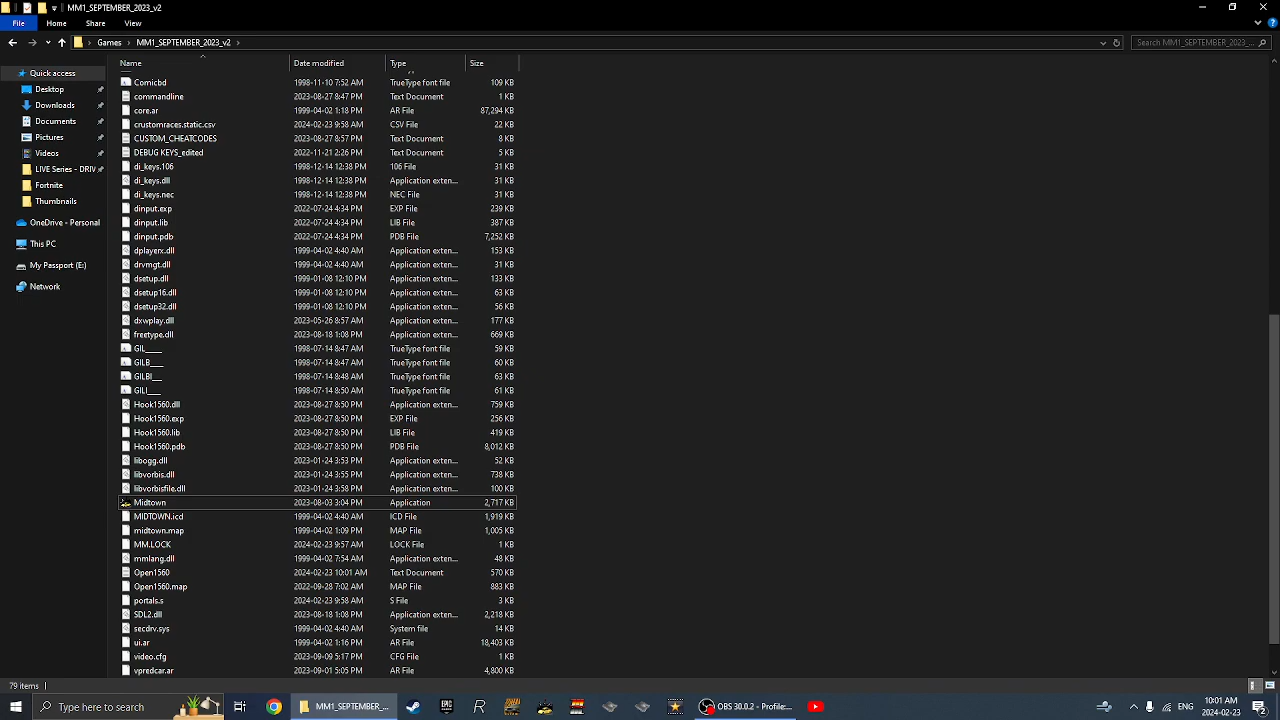 MM1_SEPTEMBER_2023_v2
File Home Share View
Games > MM1_SEPTEMBER_2023_v2 > Search MM1_SEPTEMBER_2023_...
Quick access
Desktop
Downloads
Documents
Pictures
Videos
LIVE Series - DRIV
Fortnite
Thumbnails
OneDrive - Personal
This PC
My Passport (E:)
Network
Name Date modified Type Size
Comicbd 1998-11-10 7:52 AM TrueType font file 109 KB
commandline 2023-08-27 8:47 PM Text Document 1 KB
core.ar 1999-04-02 1:18 PM AR File 87,294 KB
crustomraces.static.csv 2024-02-23 9:58 AM CSV File 22 KB
CUSTOM_CHEATCODES 2023-08-27 8:57 PM Text Document 8 KB
DEBUG KEYS_edited 2022-11-21 2:26 PM Text Document 5 KB
di_keys.106 1998-12-14 12:38 PM 106 File 31 KB
di_keys.dll 1998-12-14 12:38 PM Application exten... 31 KB
di_keys.nec 1998-12-14 12:38 PM NEC File 31 KB
dinput.exp 2022-07-24 4:34 PM EXP File 239 KB
dinput.lib 2022-07-24 4:34 PM LIB File 387 KB
dinput.pdb 2022-07-24 4:34 PM PDB File 7,252 KB
dplayerx.dll 1999-04-02 4:40 AM Application exten... 153 KB
drvmgt.dll 1999-04-02 4:40 AM Application exten... 31 KB
dsetup.dll 1999-01-08 12:10 PM Application exten... 133 KB
dsetup16.dll 1999-01-08 12:10 PM Application exten... 63 KB
dsetup32.dll 1999-01-08 12:10 PM Application exten... 56 KB
dxwplay.dll 2023-05-26 8:57 AM Application exten... 177 KB
freetype.dll 2023-08-18 1:08 PM Application exten... 669 KB
GIL____ 1998-07-14 8:47 AM TrueType font file 59 KB
GILB___ 1998-07-14 8:47 AM TrueType font file 60 KB
GILBI__ 1998-07-14 8:48 AM TrueType font file 63 KB
GILI___ 1998-07-14 8:50 AM TrueType font file 61 KB
Hook1560.dll 2023-08-27 8:50 PM Application exten... 759 KB
Hook1560.exp 2023-08-27 8:50 PM EXP File 256 KB
Hook1560.lib 2023-08-27 8:50 PM LIB File 419 KB
Hook1560.pdb 2023-08-27 8:50 PM PDB File 8,012 KB
libogg.dll 2023-01-24 3:53 PM Application exten... 52 KB
libvorbis.dll 2023-01-24 3:55 PM Application exten... 738 KB
libvorbisfile.dll 2023-01-24 3:58 PM Application exten... 100 KB
Midtown 2023-08-03 3:04 PM Application 2,717 KB
MIDTOWN.icd 1999-04-02 4:40 AM ICD File 1,919 KB
midtown.map 1999-04-02 1:09 PM MAP File 1,005 KB
MM.LOCK 2024-02-23 9:57 AM LOCK File 1 KB
mmlang.dll 1999-04-02 7:54 AM Application exten... 48 KB
Open1560 2024-02-23 10:01 AM Text Document 570 KB
Open1560.map 2022-09-28 7:02 AM MAP File 883 KB
portals.s 2024-02-23 9:58 AM S File 3 KB
SDL2.dll 2023-08-18 1:08 PM Application exten... 2,218 KB
secdrv.sys 1999-04-02 4:40 AM System file 14 KB
ui.ar 1999-04-02 1:16 PM AR File 18,403 KB
video.cfg 2023-09-09 5:17 PM CFG File 1 KB
vpredcar.ar 2023-09-01 5:05 PM AR File 4,800 KB
79 items
Type here to search MM1_SEPTEMBER_2023_... EPIC OBS 30.0.2 - Profile:... ENG 10:01 AM
2024-02-23